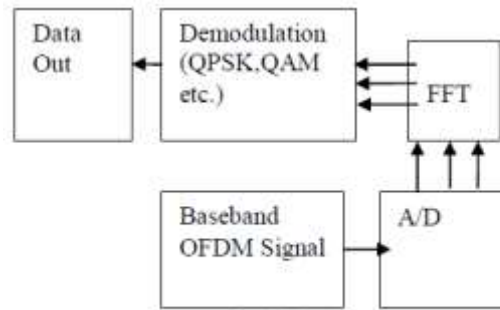 Data
Out
Demodulation
(QPSK,QAM
etc.)
FFT
Baseband
OFDM Signal
A/D